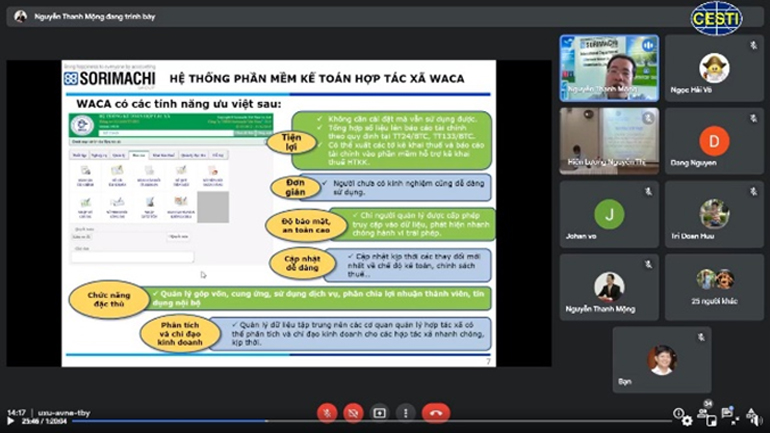 Nguyễn Thanh Mộng đang trình bày
CESTI
SORIMACHI
HỆ THỐNG PHẦN MỀM KẾ TOÁN HỢP TÁC XÃ WACA
WACA có các tính năng ưu việt sau:
Tiện lợi
✓ Không cần cài đặt mà vẫn sử dụng được.
✓ Tổng hợp số liệu lên báo cáo tài chính
theo quy định tại TT24/BTC, TT133/BTC.
✓ Có thể xuất các tờ kê khai thuế và báo cáo
tài chính vào phần mềm hỗ trợ kê khai
thuế HTKK.
Đơn giản
✓ Người chưa có kinh nghiệm cũng dễ dàng
sử dụng.
Độ bảo mật,
an toàn cao
✓ Chỉ người quản lý được cấp phép
truy cập vào dữ liệu, phát hiện nhanh
chóng hành vi trái phép.
Cập nhật
dễ dàng
✓ Cập nhật kịp thời các thay đổi mới
nhất về chế độ kế toán, chính sách
thuế...
Chức năng
đặc thù
✓ Quản lý góp vốn, cung ứng, sử dụng dịch vụ, phân chia lợi nhuận thành viên, tín
dụng nội bộ
Phân tích
và chỉ đạo
kinh doanh
✓ Quản lý dữ liệu tập trung nên các cơ quan quản lý hợp tác xã có
thể phân tích và chỉ đạo kinh doanh cho các hợp tác xã nhanh chóng,
kịp thời.
7
SORIMACHI
Nguyễn Thanh Mộng
Ngọc Hải Võ
Hiền Lương Nguyễn Thị
D
Dang Nguyen
J
Johan vo
Tri Doan Huu
Nguyễn Thanh Mộng
25 người khác
Bạn
14:17 | uxu-avna-tby
34
25:46 / 1:20:04